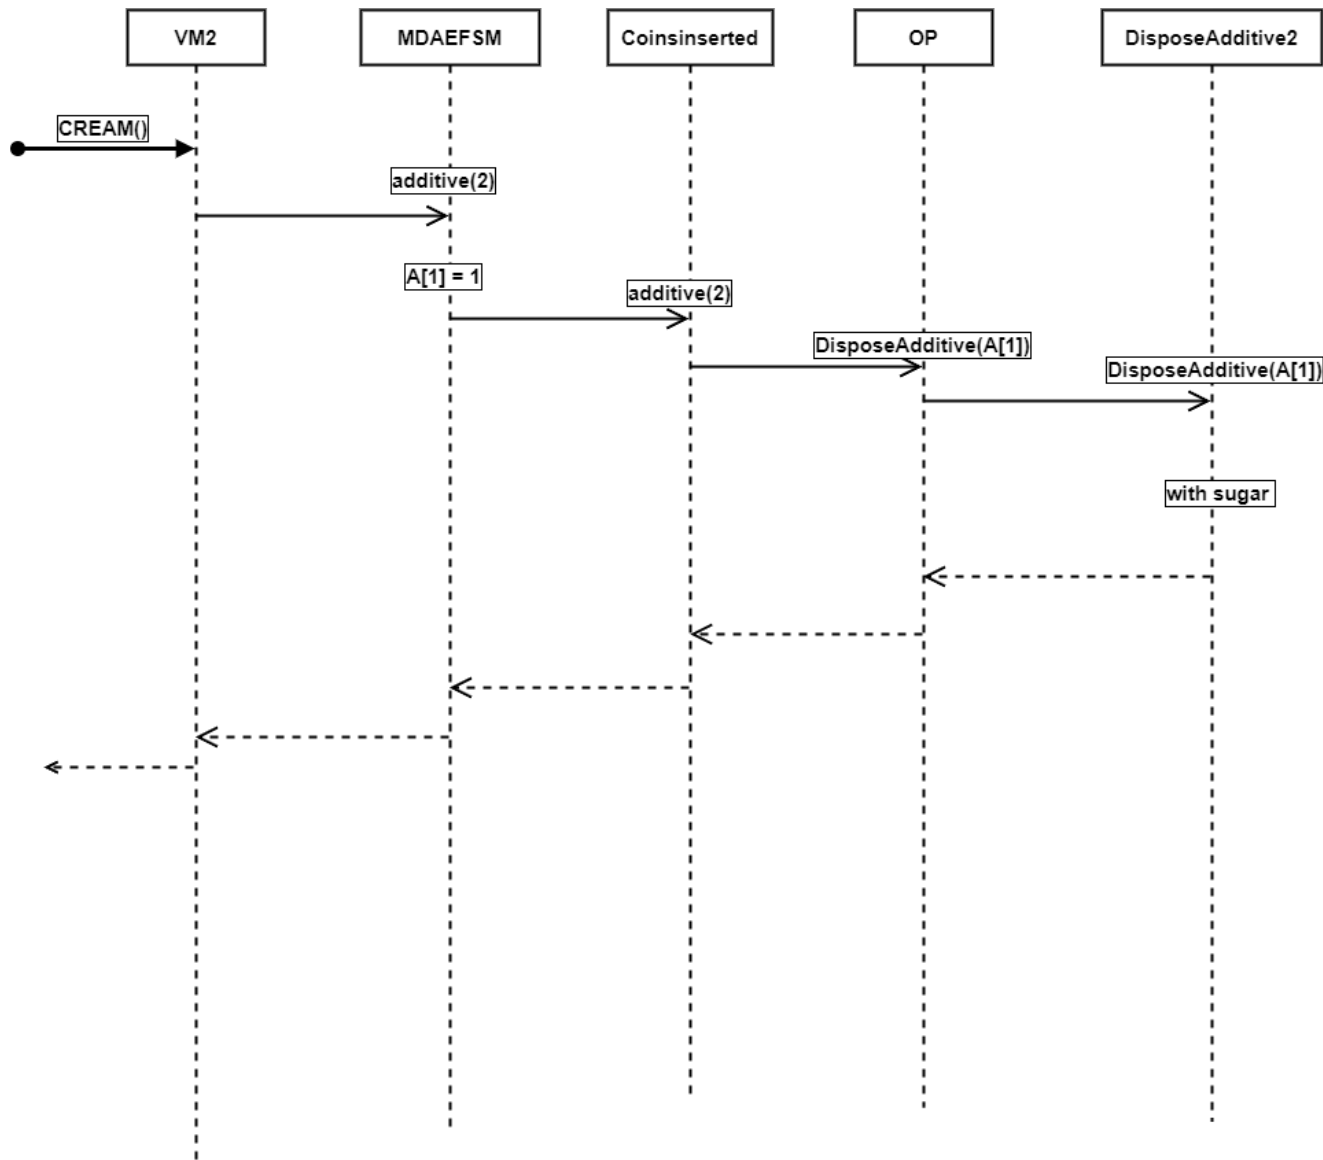 VM2
MDAEFSM
Coinsinserted
OP
DisposeAdditive2
CREAM()
additive(2)
A[1] = 1
additive(2)
DisposeAdditive(A[1])
DisposeAdditive(A[1])
with sugar